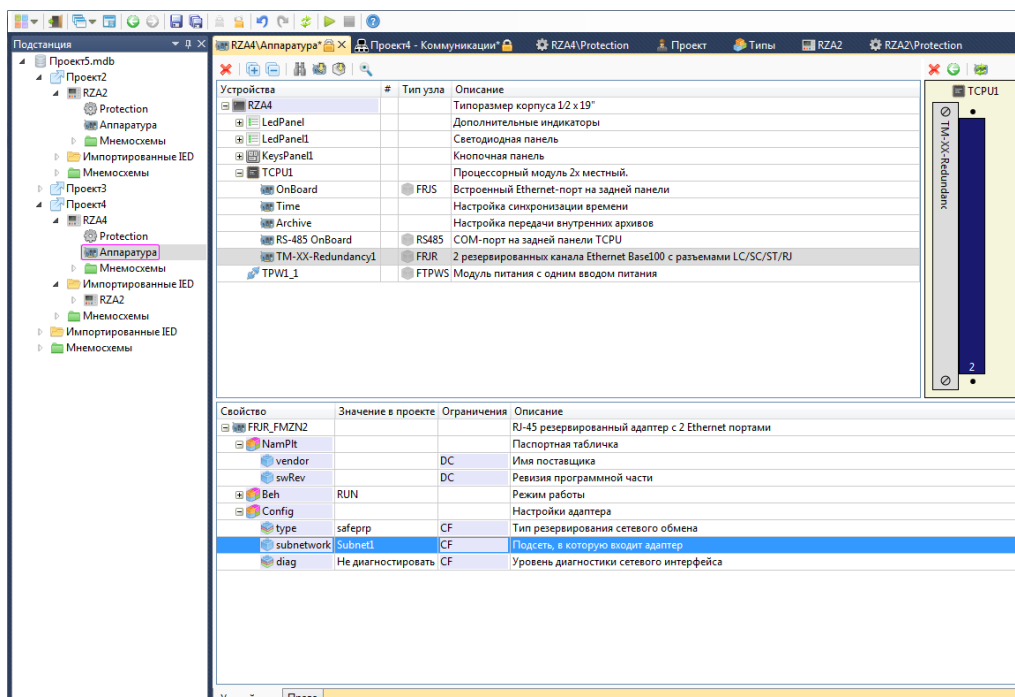 Подстанция
Проект5.mdb
Проект2
RZA2
Protection
Аппаратура
Мнемосхемы
Импортированные IED
Мнемосхемы
Проект3
Проект4
RZA4
Protection
Аппаратура
Мнемосхемы
Импортированные IED
RZA2
Мнемосхемы
Импортированные IED
Мнемосхемы
RZA4\Аппаратура* Проект4 - Коммуникации* RZA4\Protection Проект Типы RZA2 RZA2\Protection
Устройства # Тип узла Описание
RZA4 Типоразмер корпуса 1⁄2 x 19"
LedPanel Дополнительные индикаторы
LedPanel1 Светодиодная панель
KeysPanel1 Кнопочная панель
TCPU1 Процессорный модуль 2х местный.
OnBoard FRJS Встроенный Ethernet-порт на задней панели
Time Настройка синхронизации времени
Archive Настройка передачи внутренних архивов
RS-485 OnBoard RS485 COM-порт на задней панели TCPU
TM-XX-Redundancy1 FRJR 2 резервированных канала Ethernet Base100 с разъемами LC/SC/ST/RJ
TPW1_1 FTPWS Модуль питания с одним вводом питания
TCPU1
TM-XX-Redundanc
2
Свойство Значение в проекте Ограничения Описание
FRJR_FMZN2 RJ-45 резервированный адаптер с 2 Ethernet портами
NamPlt Паспортная табличка
vendor DC Имя поставщика
swRev DC Ревизия программной части
Beh RUN Режим работы
Config Настройки адаптера
type safeprp CF Тип резервирования сетевого обмена
subnetwork Subnet1 CF Подсеть, в которую входит адаптер
diag Не диагностировать CF Уровень диагностики сетевого интерфейса